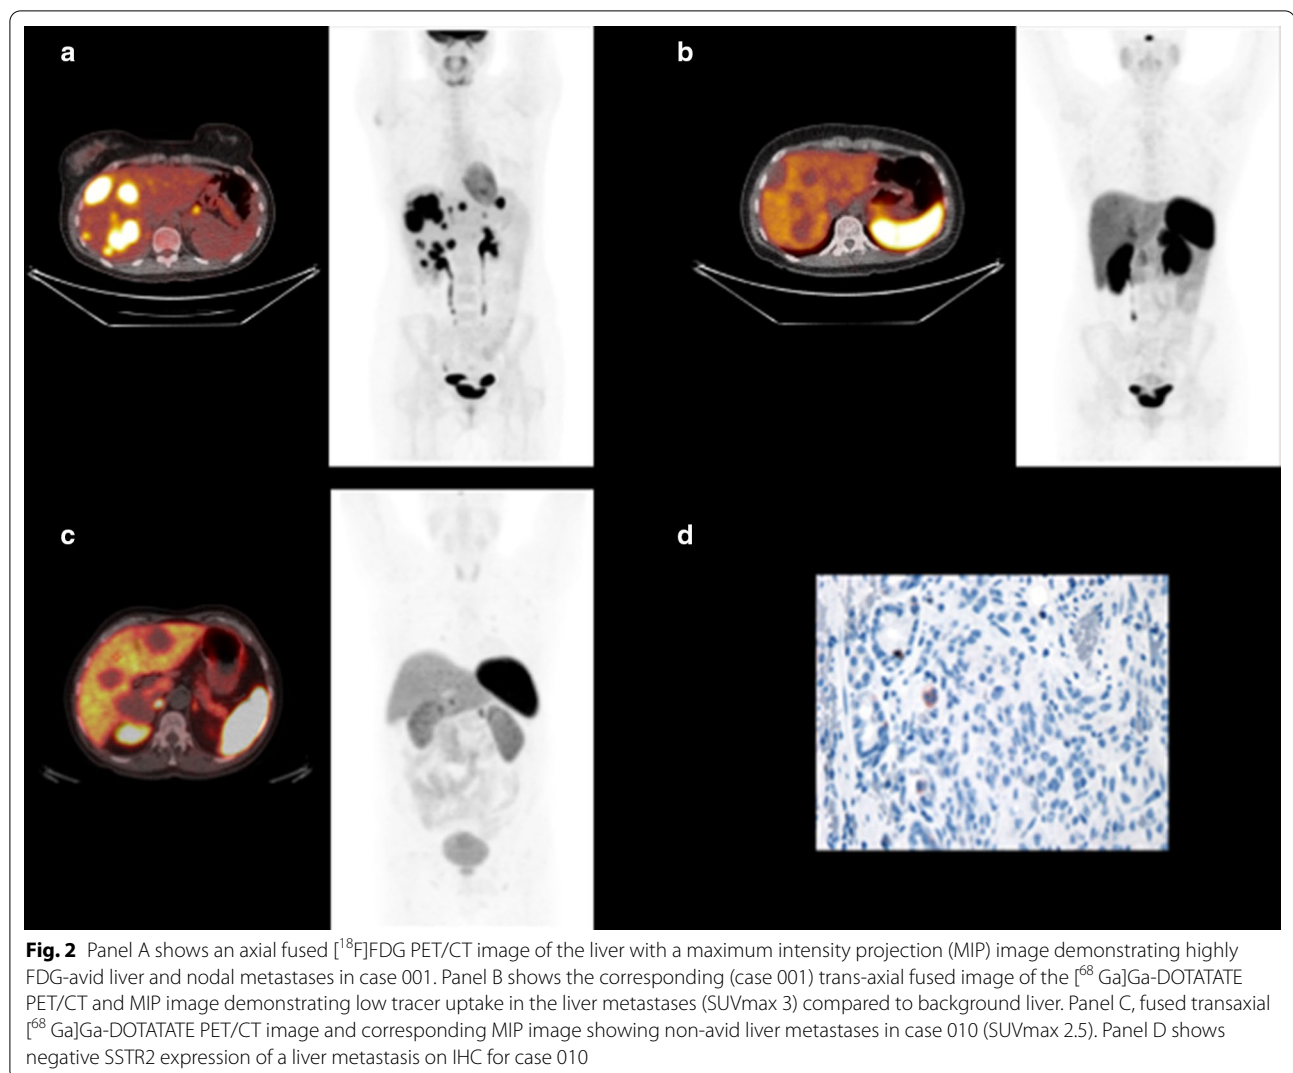 a
b
c
d
Fig. 2 Panel A shows an axial fused [18F]FDG PET/CT image of the liver with a maximum intensity projection (MIP) image demonstrating highly
FDG-avid liver and nodal metastases in case 001. Panel B shows the corresponding (case 001) trans-axial fused image of the [68 Ga]Ga-DOTATATE
PET/CT and MIP image demonstrating low tracer uptake in the liver metastases (SUVmax 3) compared to background liver. Panel C, fused transaxial
[68 Ga]Ga-DOTATATE PET/CT image and corresponding MIP image showing non-avid liver metastases in case 010 (SUVmax 2.5). Panel D shows
negative SSTR2 expression of a liver metastasis on IHC for case 010